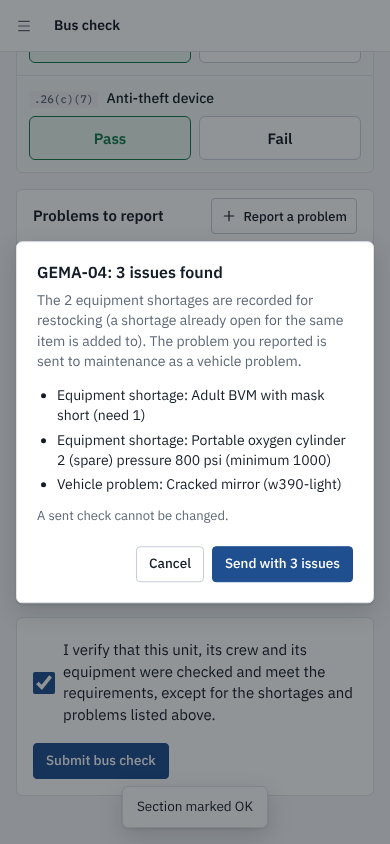 Bus check
.26(c)(7) Anti-theft device
Pass
Fail
Problems to report
+ Report a problem
GEMA-04: 3 issues found
The 2 equipment shortages are recorded for
restocking (a shortage already open for the same
item is added to). The problem you reported is
sent to maintenance as a vehicle problem.
• Equipment shortage: Adult BVM with mask
short (need 1)
• Equipment shortage: Portable oxygen cylinder
2 (spare) pressure 800 psi (minimum 1000)
• Vehicle problem: Cracked mirror (w390-light)
A sent check cannot be changed.
Cancel
Send with 3 issues
I verify that this unit, its crew and its
equipment were checked and meet the
requirements, except for the shortages and
problems listed above.
Submit bus check
Section marked OK